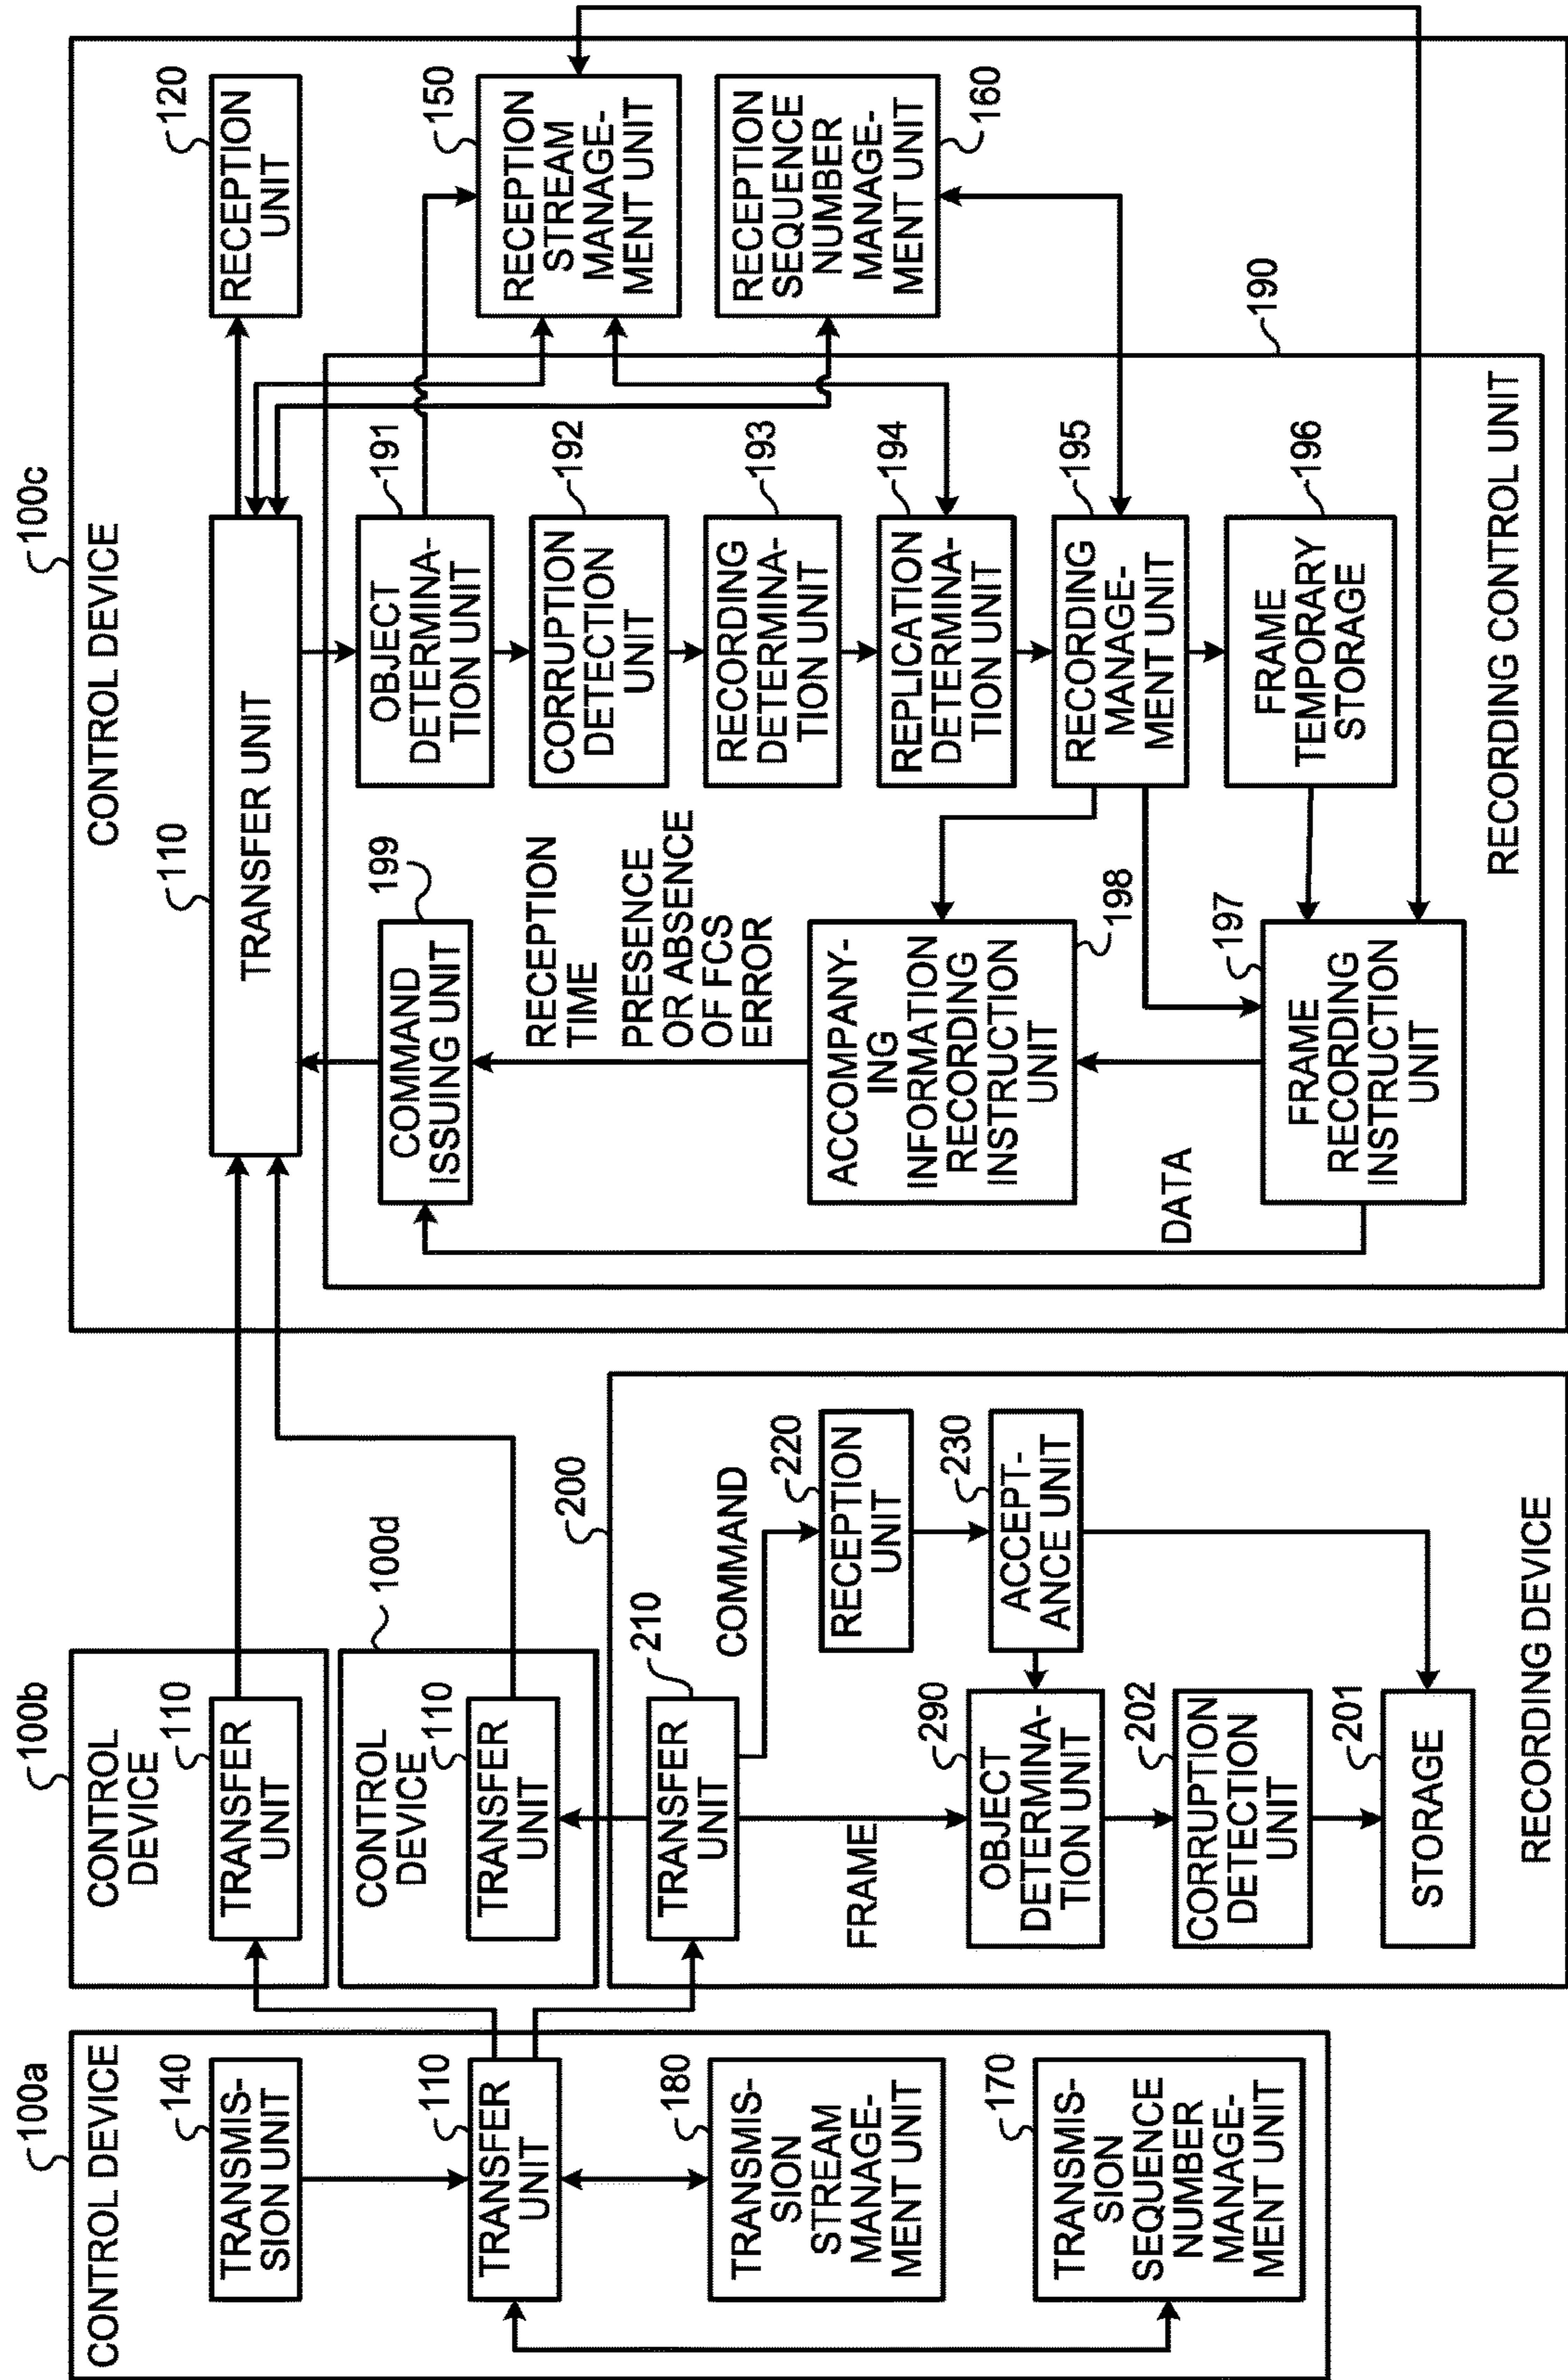 100a
CONTROL DEVICE
140
TRANSMIS-
SION UNIT
110
TRANSFER
UNIT
180
TRANSMIS-
SION
STREAM
MANAGE-
MENT UNIT
170
TRANSMIS-
SION
SEQUENCE
NUMBER
MANAGE-
MENT UNIT
100b
CONTROL
DEVICE
110
TRANSFER
UNIT
100d
CONTROL
DEVICE
110
TRANSFER
UNIT
200
210
TRANSFER
UNIT
COMMAND
FRAME
220
RECEPTION
UNIT
230
ACCEPT-
ANCE UNIT
290
OBJECT
DETERMINA-
TION UNIT
202
CORRUPTION
DETECTION
UNIT
201
STORAGE
RECORDING DEVICE
100c
CONTROL DEVICE
110
TRANSFER UNIT
120
RECEPTION
UNIT
150
RECEPTION
STREAM
MANAGE-
MENT UNIT
160
RECEPTION
SEQUENCE
NUMBER
MANAGE-
MENT UNIT
190
191
OBJECT
DETERMINA-
TION UNIT
192
CORRUPTION
DETECTION
UNIT
193
RECORDING
DETERMINA-
TION UNIT
194
REPLICATION
DETERMINA-
TION UNIT
195
RECORDING
MANAGE-
MENT UNIT
196
FRAME
TEMPORARY
STORAGE
199
COMMAND
ISSUING UNIT
RECEPTION
TIME
PRESENCE
OR ABSENCE
OF FCS
ERROR
198
ACCOMPANY-
ING
INFORMATION
RECORDING
INSTRUCTION
UNIT
197
FRAME
RECORDING
INSTRUCTION
UNIT
DATA
RECORDING CONTROL UNIT